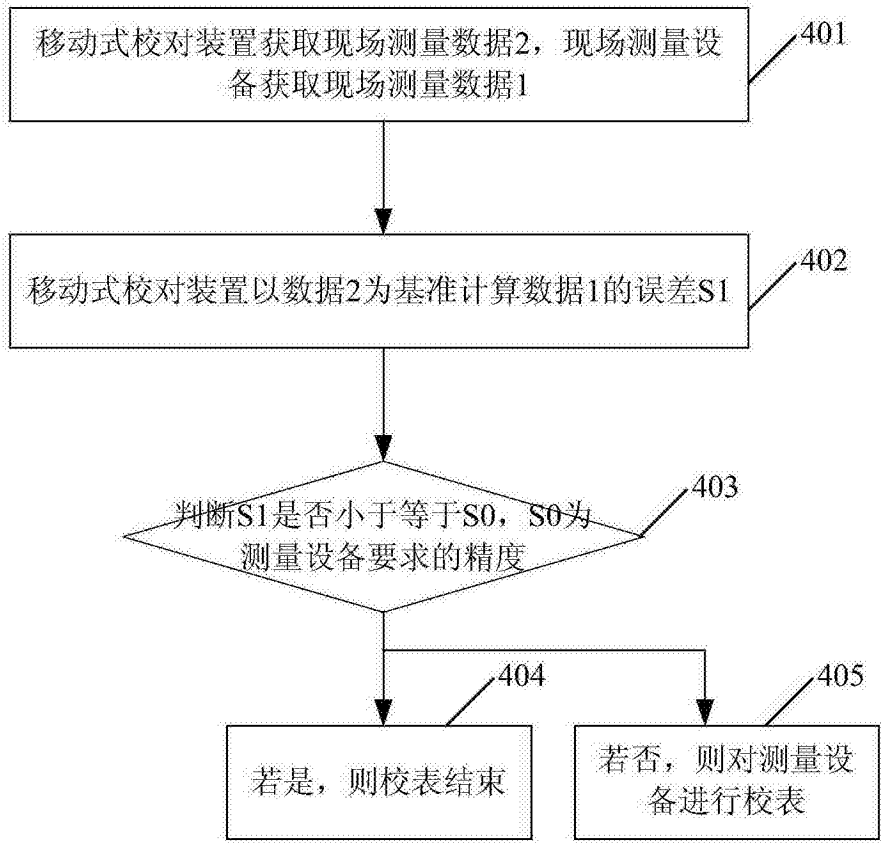 移动式校对装置获取现场测量数据2，现场测量设
备获取现场测量数据1
401
移动式校对装置以数据2为基准计算数据1的误差S1
402
判断S1是否小于等于S0，S0为
测量设备要求的精度
403
若是，则校表结束
404
若否，则对测量设
备进行校表
405